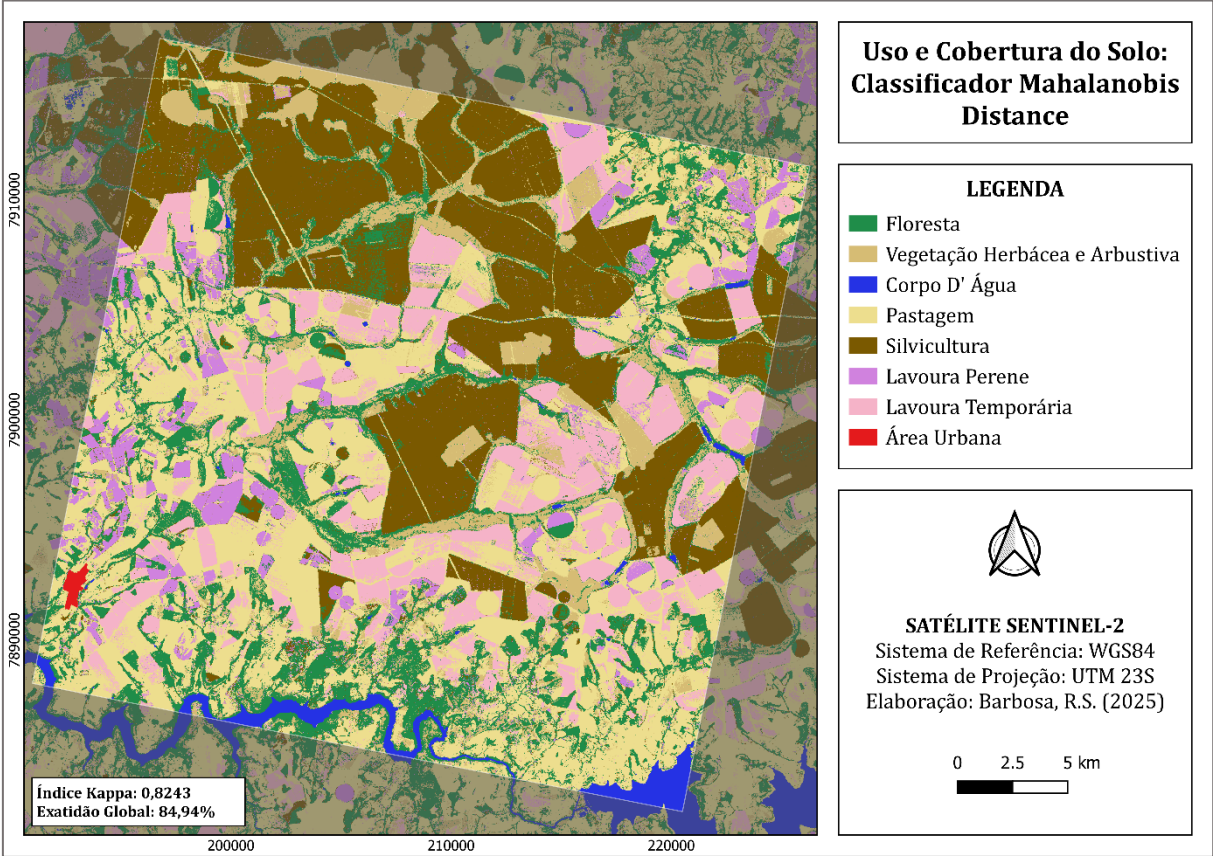 Uso e Cobertura do Solo:
Classificador Mahalanobis
Distance
LEGENDA
Floresta
Vegetação Herbácea e Arbustiva
Corpo D' Água
Pastagem
Silvicultura
Lavoura Perene
Lavoura Temporária
Área Urbana
SATÉLITE SENTINEL-2
Sistema de Referência: WGS84
Sistema de Projeção: UTM 23S
Elaboração: Barbosa, R.S. (2025)
0 2.5 5 km
7910000
7900000
7890000
Índice Kappa: 0,8243
Exatidão Global: 84,94%
200000 210000 220000